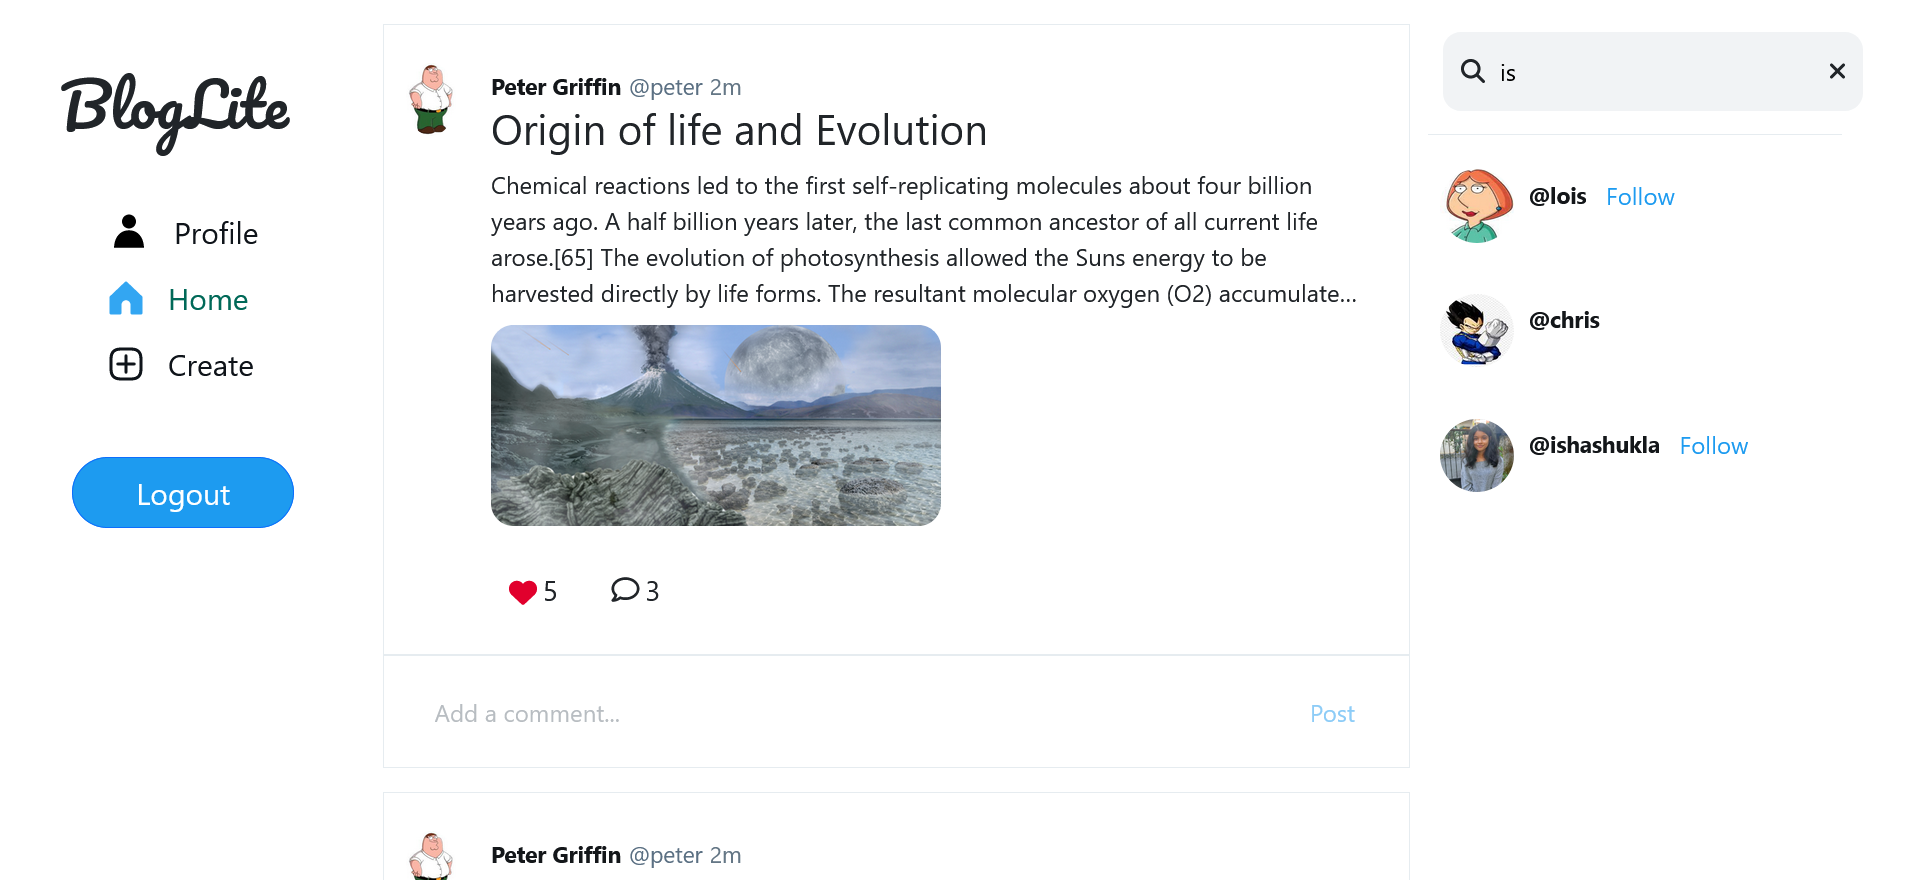 BlogLite
Profile
Home
Create
Logout
Peter Griffin @peter 2m
Origin of life and Evolution
Chemical reactions led to the first self-replicating molecules about four billion
years ago. A half billion years later, the last common ancestor of all current life
arose.[65] The evolution of photosynthesis allowed the Suns energy to be
harvested directly by life forms. The resultant molecular oxygen (O2) accumulate...
5 3
Add a comment... Post
Peter Griffin @peter 2m
is
@lois Follow
@chris
@ishashukla Follow